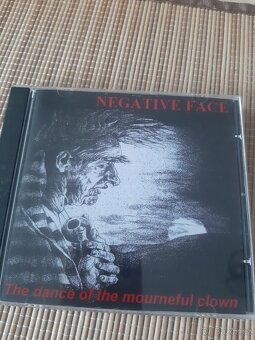 NEGATIVE FACE
The dance of the mourneful clown